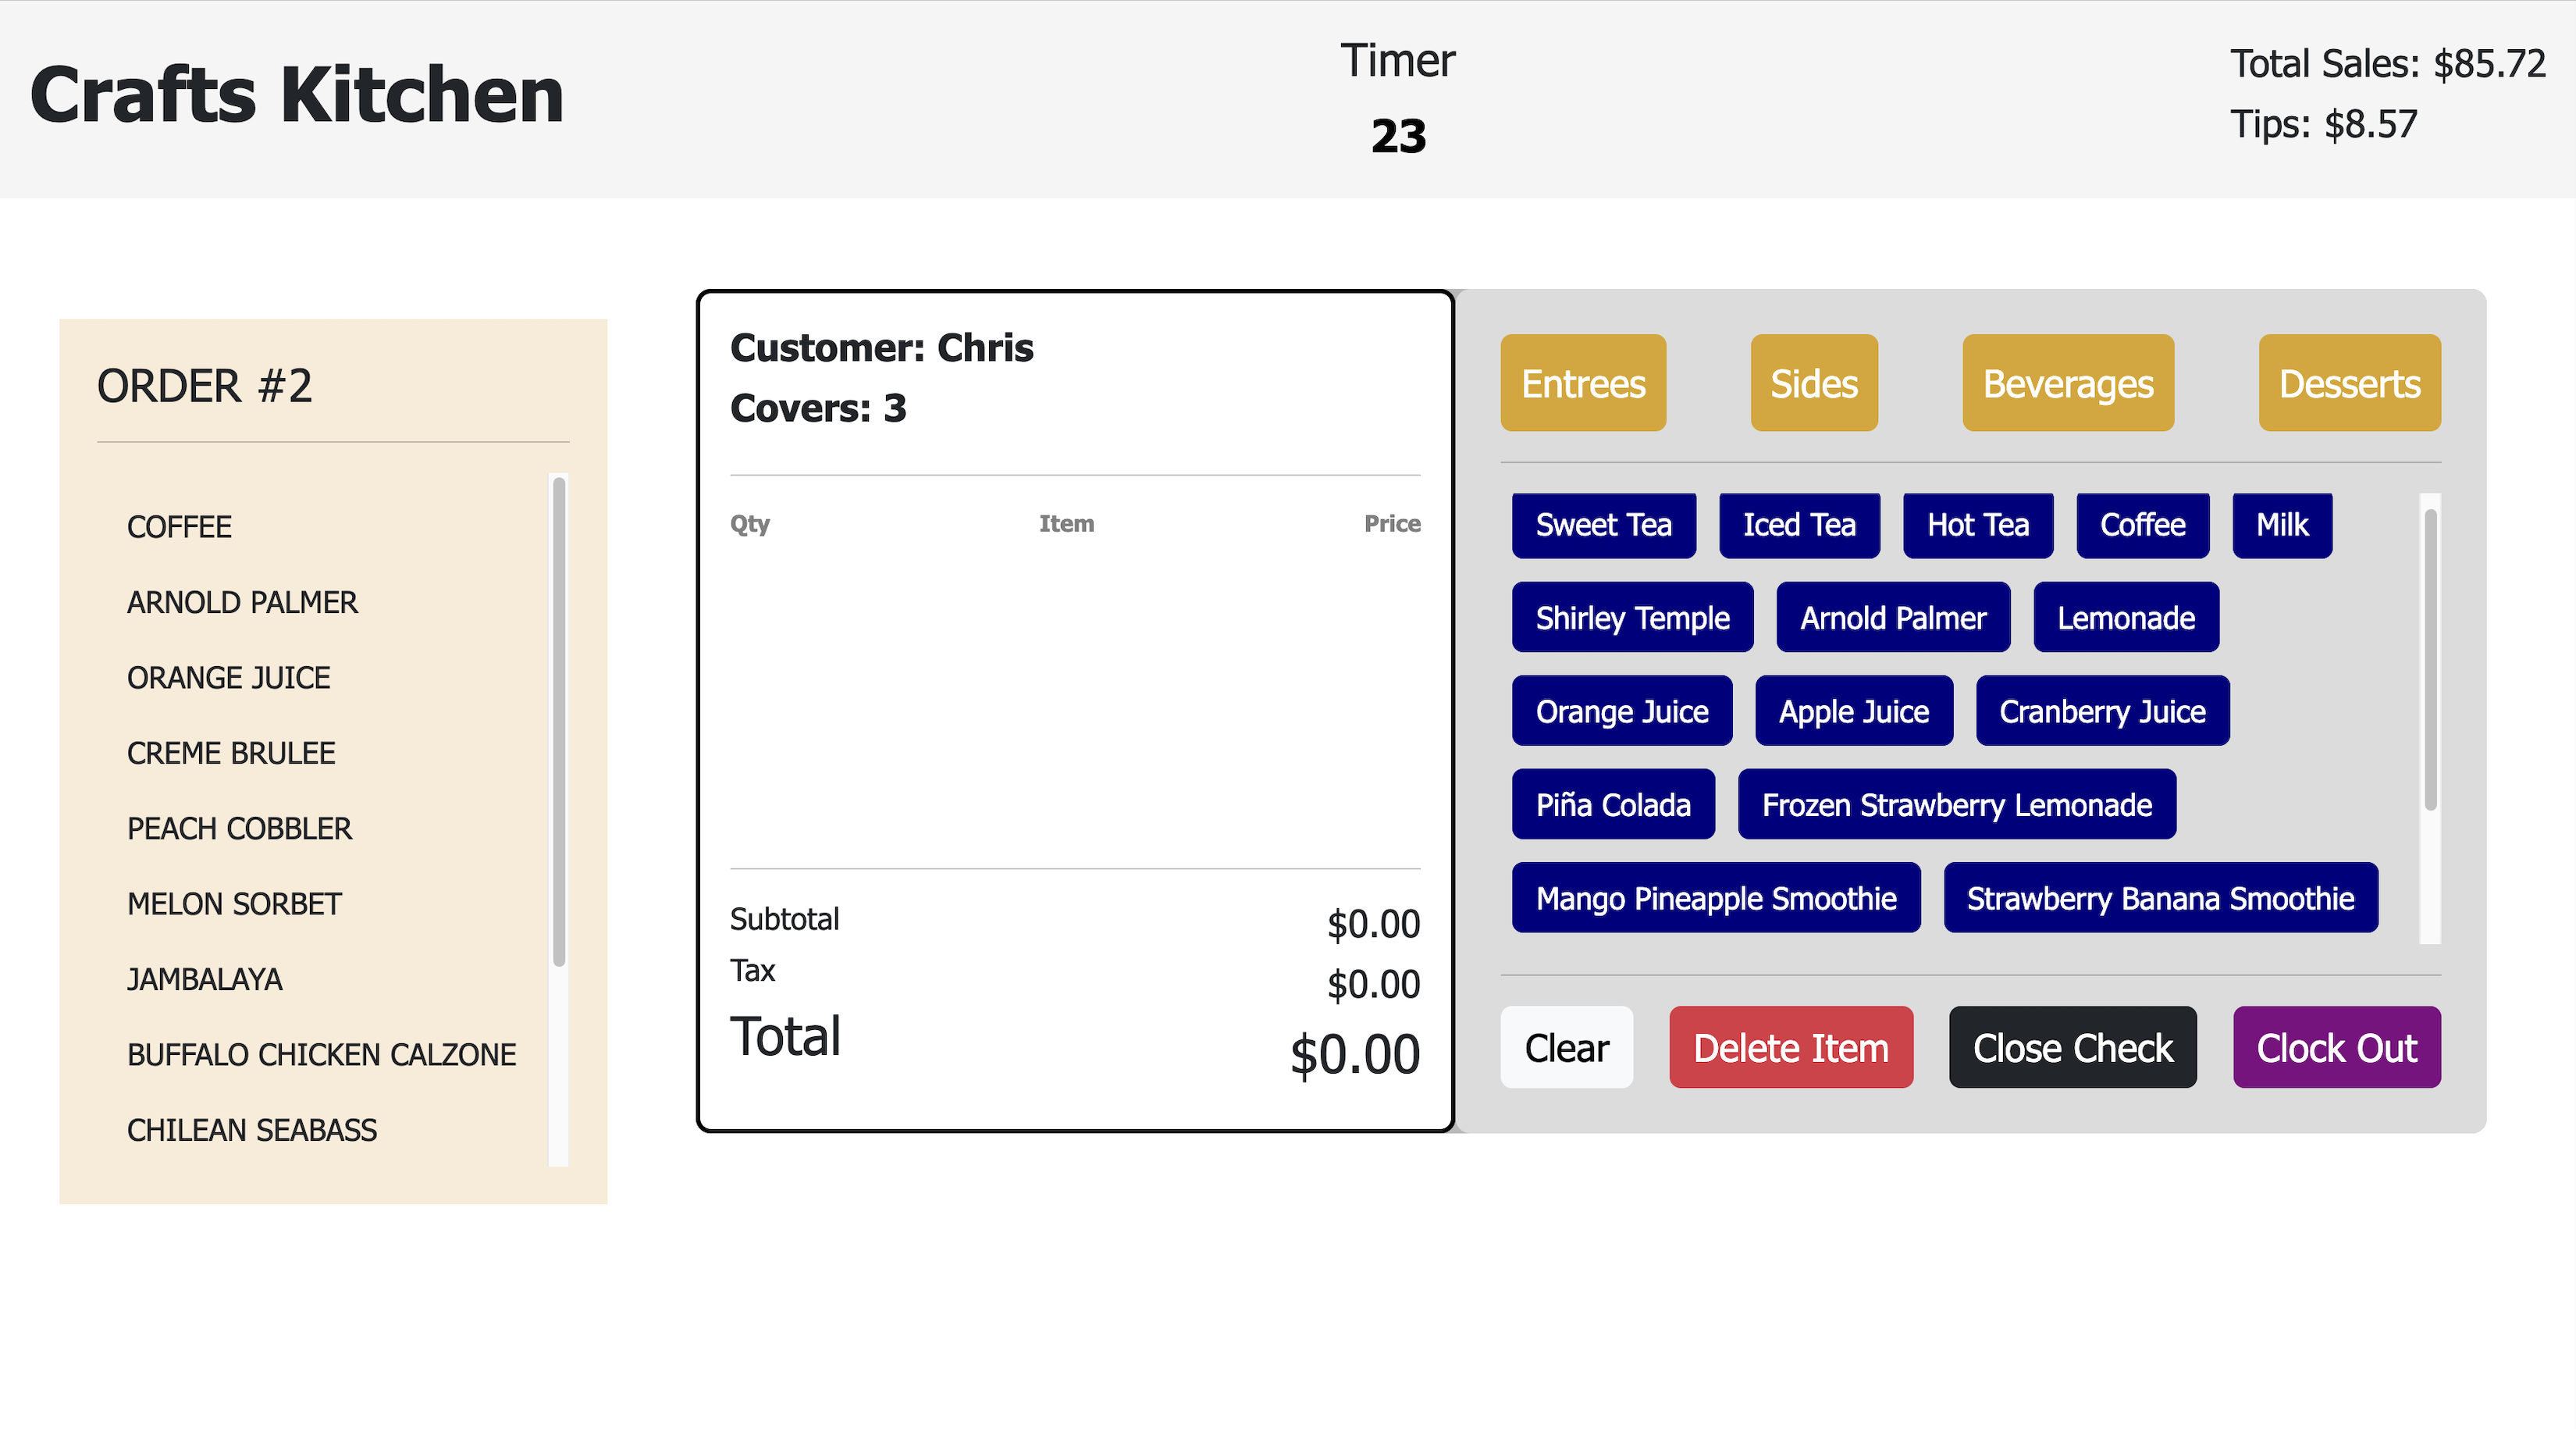 Crafts Kitchen
Timer
23
Total Sales: $85.72
Tips: $8.57
ORDER #2
COFFEE
ARNOLD PALMER
ORANGE JUICE
CREME BRULEE
PEACH COBBLER
MELON SORBET
JAMBALAYA
BUFFALO CHICKEN CALZONE
CHILEAN SEABASS
Customer: Chris
Covers: 3
Qty Item Price
Subtotal $0.00
Tax $0.00
Total $0.00
Entrees Sides Beverages Desserts
Sweet Tea Iced Tea Hot Tea Coffee Milk
Shirley Temple Arnold Palmer Lemonade
Orange Juice Apple Juice Cranberry Juice
Piña Colada Frozen Strawberry Lemonade
Mango Pineapple Smoothie Strawberry Banana Smoothie
Clear Delete Item Close Check Clock Out